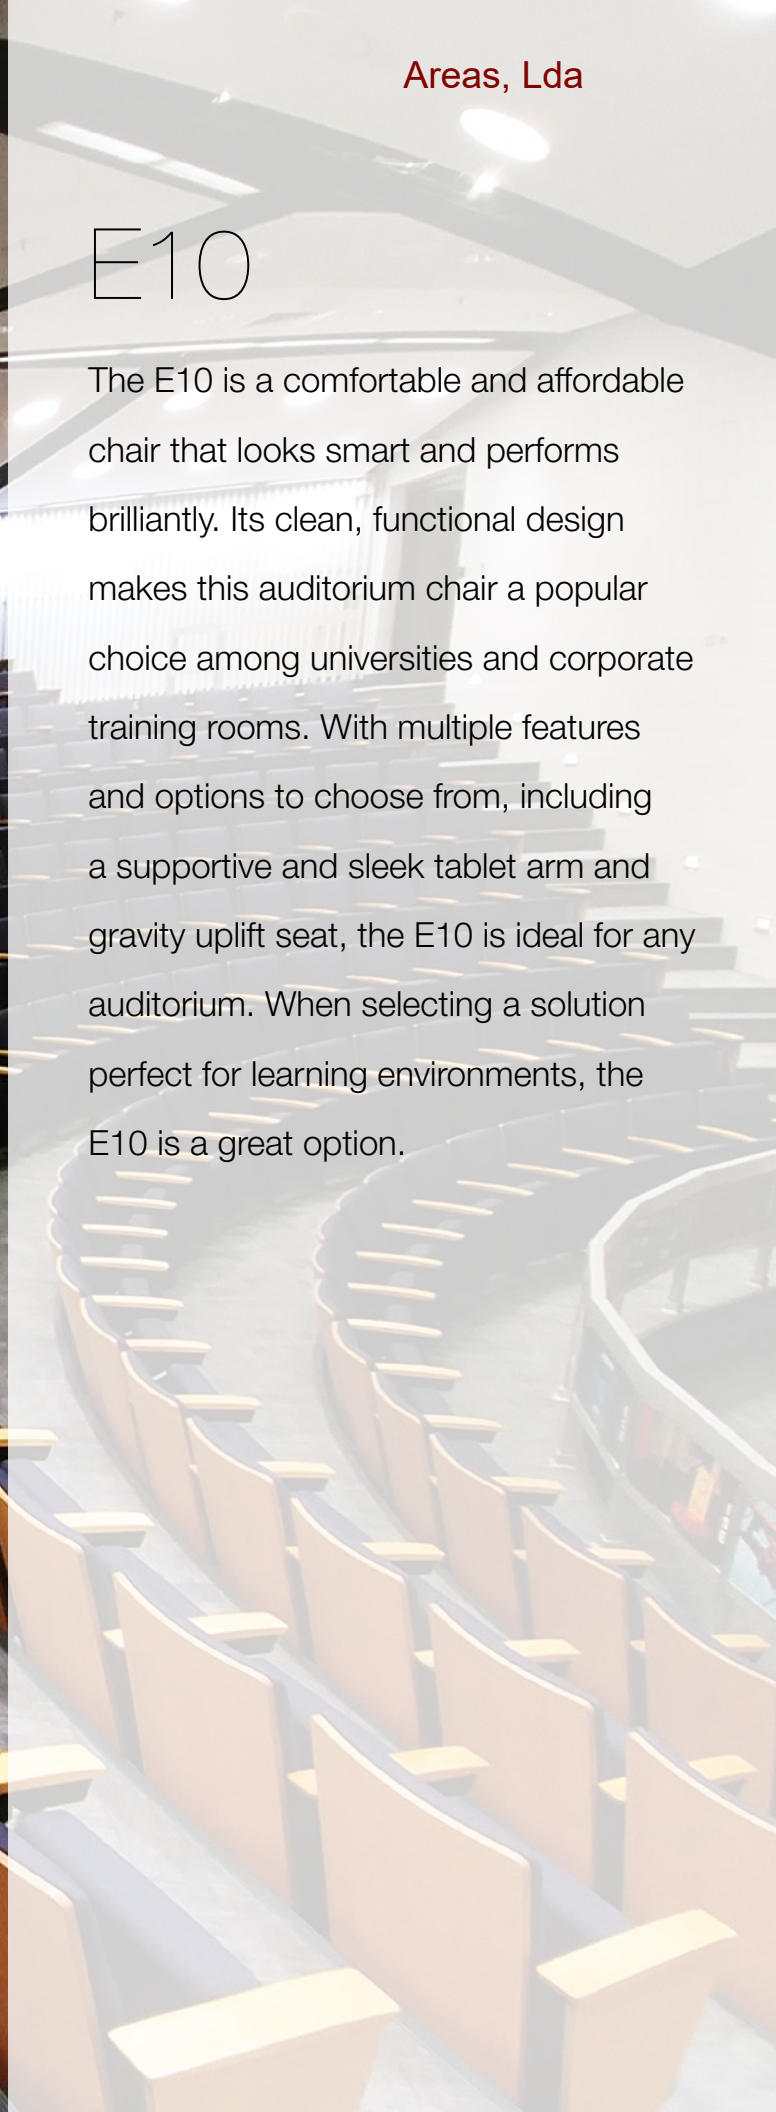 Areas, Lda
E10
The E10 is a comfortable and affordable
chair that looks smart and performs
brilliantly. Its clean, functional design
makes this auditorium chair a popular
choice among universities and corporate
training rooms. With multiple features
and options to choose from, including
a supportive and sleek tablet arm and
gravity uplift seat, the E10 is ideal for any
auditorium. When selecting a solution
perfect for learning environments, the
E10 is a great option.